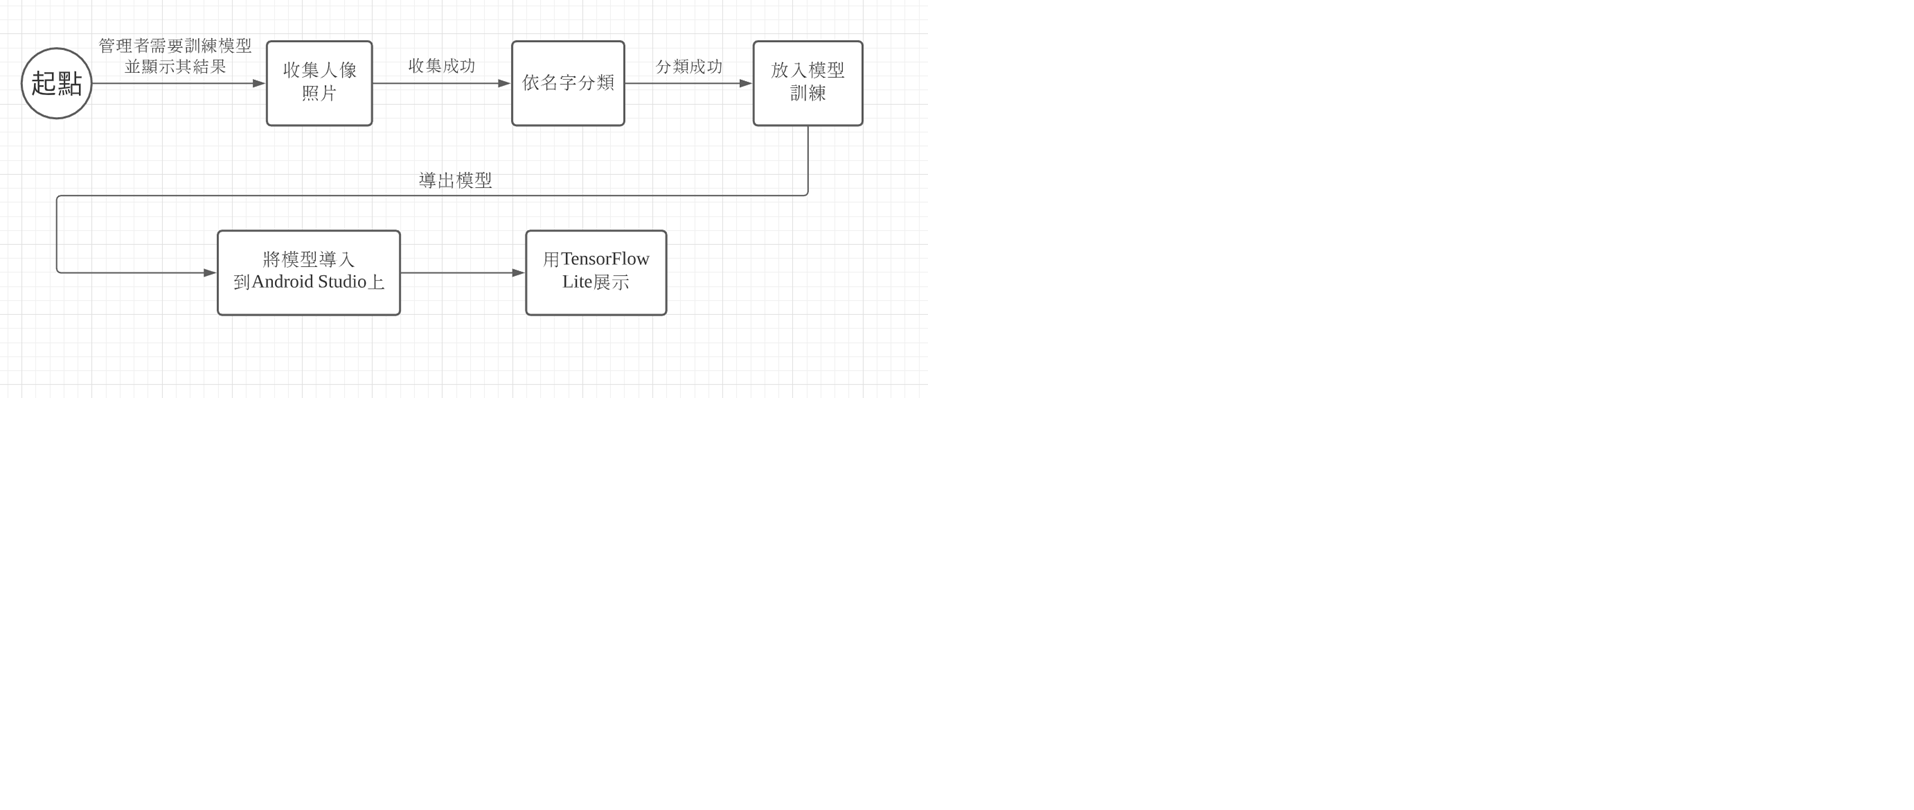 起點
管理者需要訓練模型
並顯示其結果
收集人像
照片
收集成功
依名字分類
分類成功
放入模型
訓練
導出模型
將模型導入
到Android Studio上
用TensorFlow
Lite展示